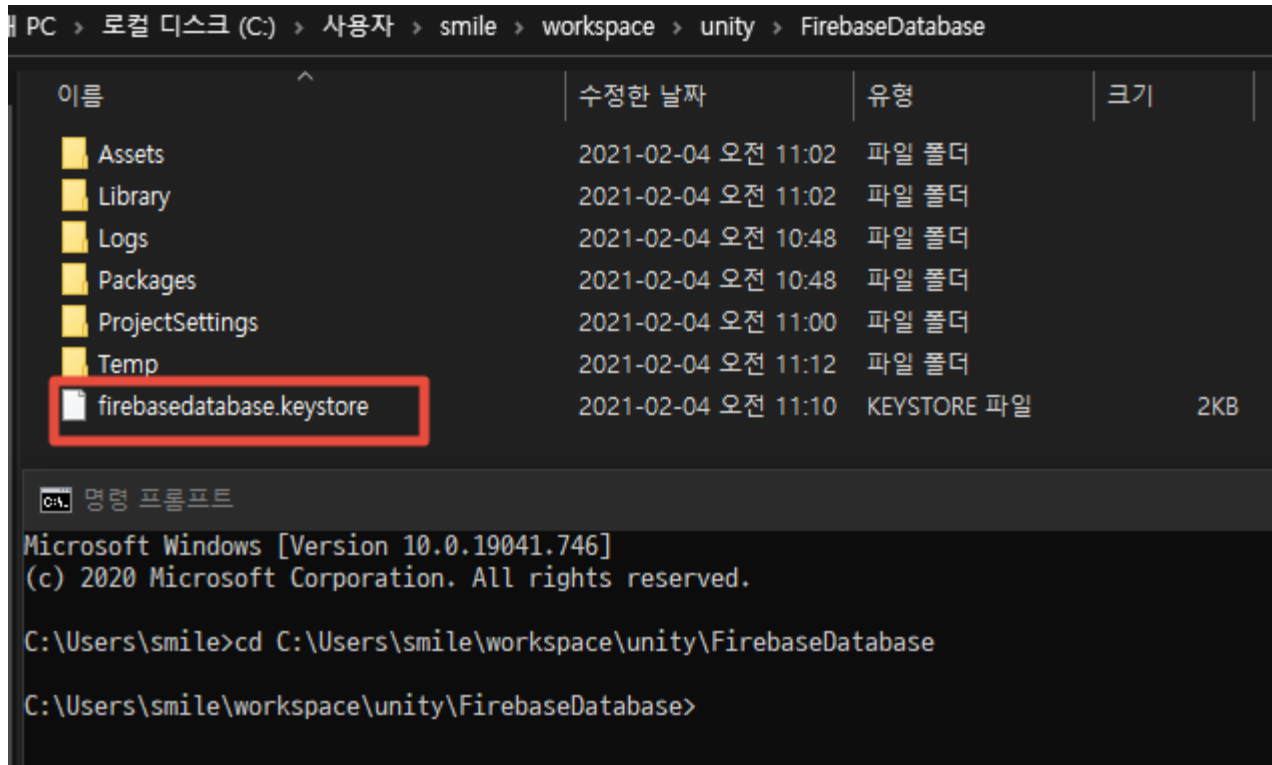 PC > 로컬 디스크 (C:) > 사용자 > smile > workspace > unity > FirebaseDatabase
이름 수정한 날짜 유형 크기
Assets 2021-02-04 오전 11:02 파일 폴더
Library 2021-02-04 오전 11:02 파일 폴더
Logs 2021-02-04 오전 10:48 파일 폴더
Packages 2021-02-04 오전 10:48 파일 폴더
ProjectSettings 2021-02-04 오전 11:00 파일 폴더
Temp 2021-02-04 오전 11:12 파일 폴더
firebasedatabase.keystore 2021-02-04 오전 11:10 KEYSTORE 파일 2KB
명령 프롬프트
Microsoft Windows [Version 10.0.19041.746]
(c) 2020 Microsoft Corporation. All rights reserved.
C:\Users\smile>cd C:\Users\smile\workspace\unity\FirebaseDatabase
C:\Users\smile\workspace\unity\FirebaseDatabase>